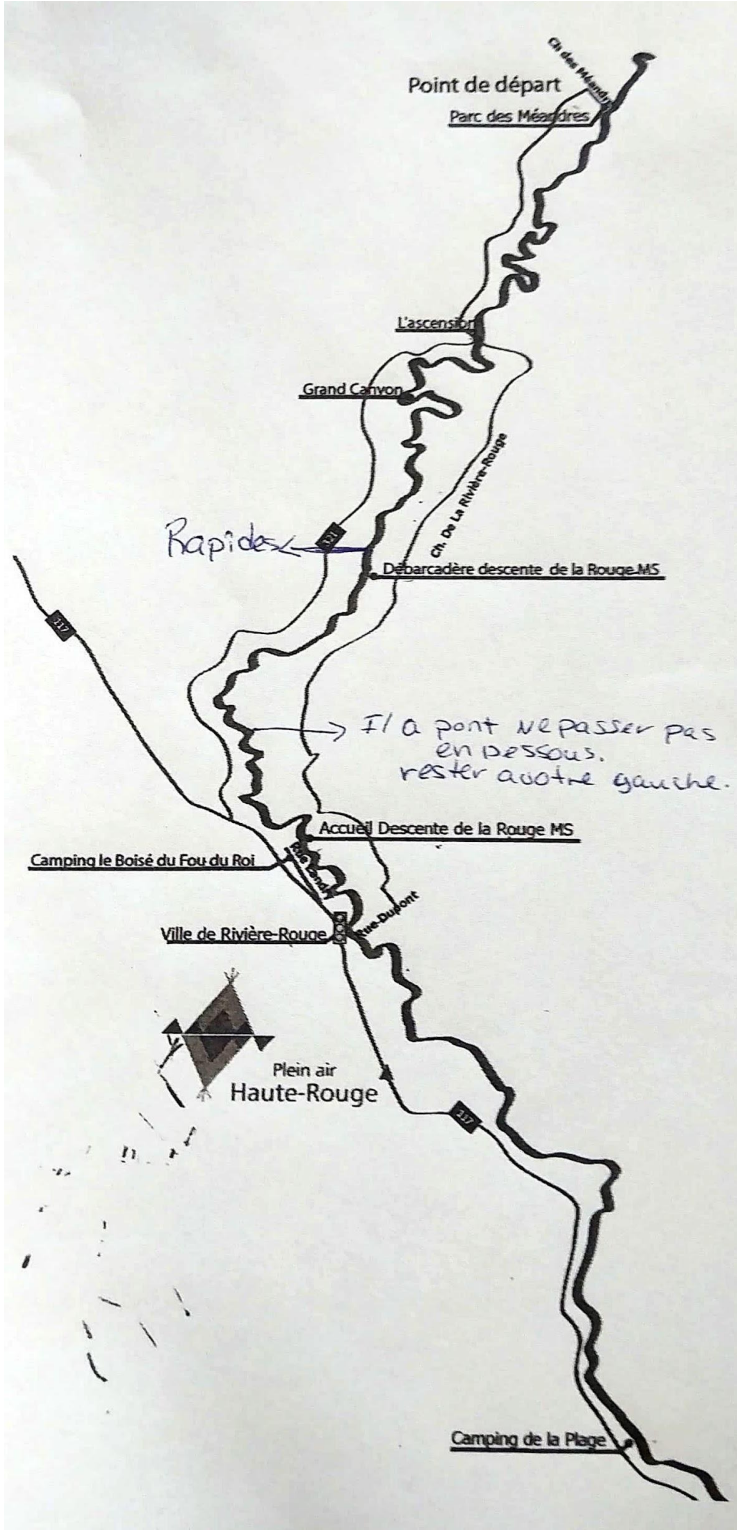 Ch des Méandr
Point de départ
Parc des Méandres
L'ascension
Grand Canyon
Ch. De La Rivière-Rouge
Rapides
321
Débarcadère descente de la Rouge MS
117
Il a pont Ne passer pas
en dessous.
rester a votre gauche.
Accueil Descente de la Rouge MS
Camping le Boisé du Fou du Roi
Rue Landry
Rue-Dupont
Ville de Rivière-Rouge
Plein air
Haute-Rouge
117
Camping de la Plage